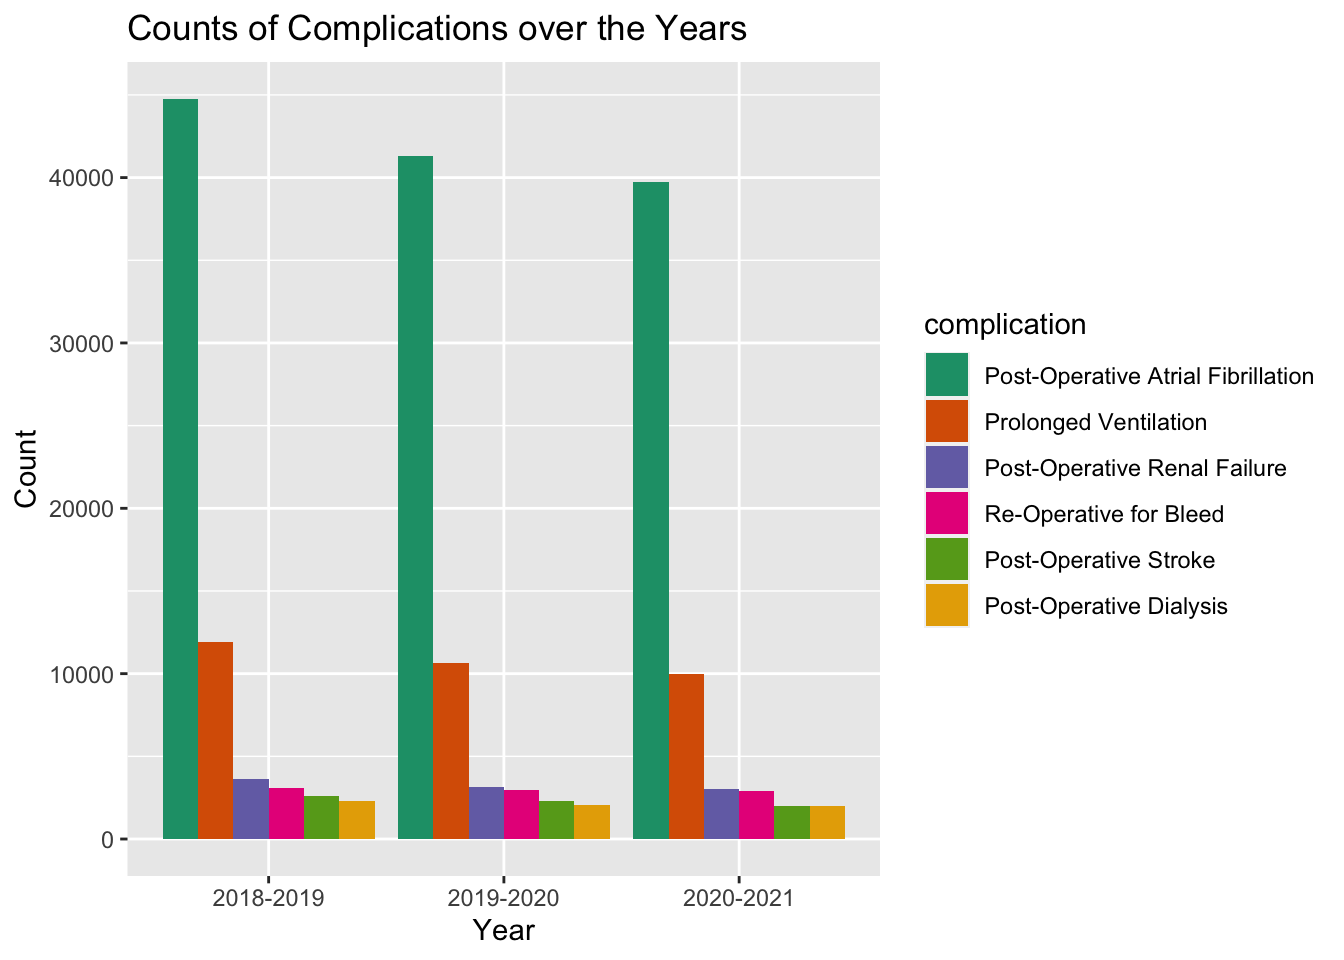 Counts of Complications over the Years
Count
40000
30000
20000
10000
0
2018-2019
2019-2020
2020-2021
Year
complication
Post-Operative Atrial Fibrillation
Prolonged Ventilation
Post-Operative Renal Failure
Re-Operative for Bleed
Post-Operative Stroke
Post-Operative Dialysis